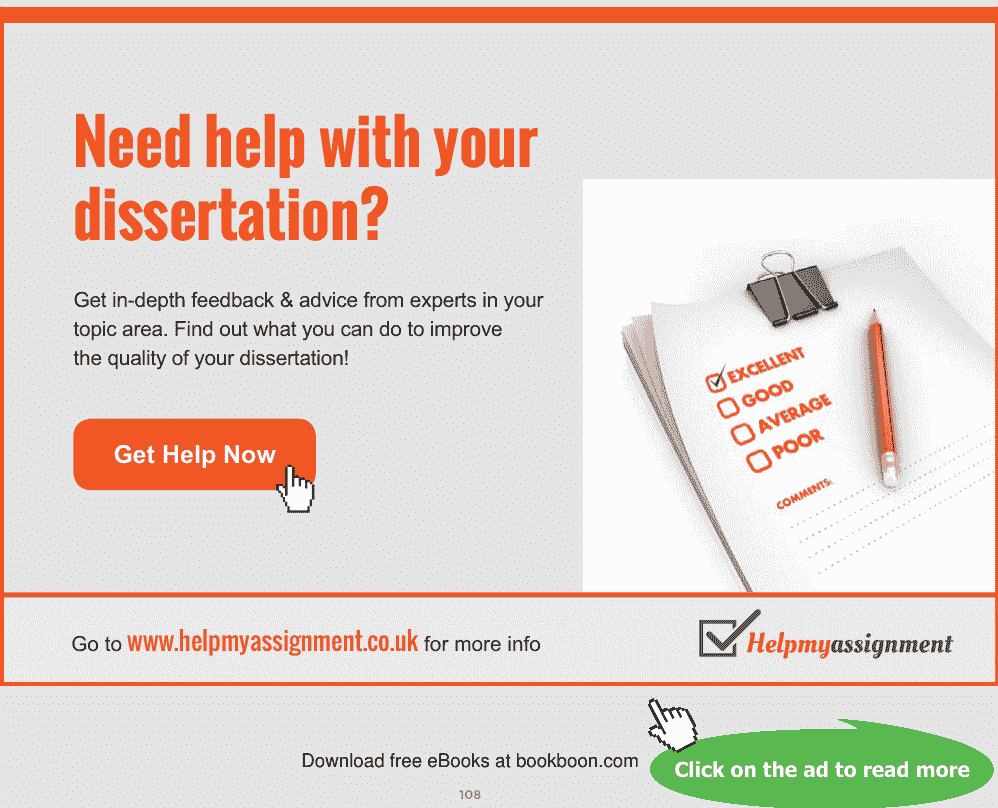 Need help with your
dissertation?
Get in-depth feedback & advice from experts in your
topic area. Find out what you can do to improve
the quality of your dissertation!
Get Help Now
EXCELLENT
GOOD
AVERAGE
POOR
COMMENTS:
Go to www.helpmyassignment.co.uk for more info
Helpmyassignment
Download free eBooks at bookboon.com
Click on the ad to read more
108